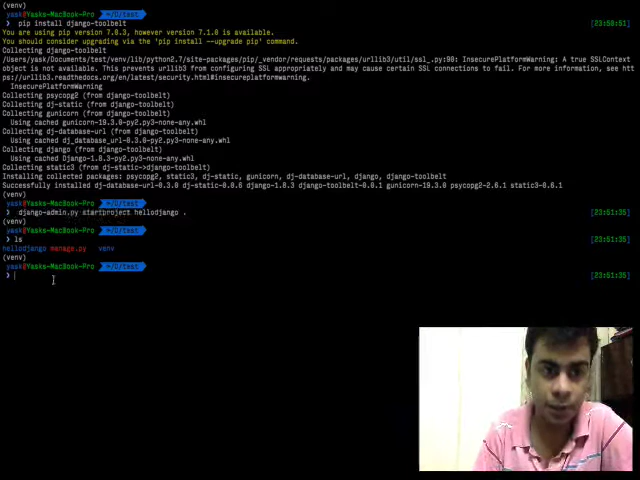 (venv)
yask@Yasks-MacBook-Pro ~/D/test
❯ pip install django-toolbelt [23:50:51]
You are using pip version 7.0.3, however version 7.1.0 is available.
You should consider upgrading via the 'pip install --upgrade pip' command.
Collecting django-toolbelt
/Users/yask/Documents/test/venv/lib/python2.7/site-packages/pip/_vendor/requests/packages/urllib3/util/ssl_.py:90: InsecurePlatformWarning: A true SSLContext
object is not available. This prevents urllib3 from configuring SSL appropriately and may cause certain SSL connections to fail. For more information, see htt
ps://urllib3.readthedocs.org/en/latest/security.html#insecureplatformwarning.
InsecurePlatformWarning
Collecting psycopg2 (from django-toolbelt)
Collecting dj-static (from django-toolbelt)
Collecting gunicorn (from django-toolbelt)
Using cached gunicorn-19.3.0-py2.py3-none-any.whl
Collecting dj-database-url (from django-toolbelt)
Using cached dj_database_url-0.3.0-py2.py3-none-any.whl
Collecting django (from django-toolbelt)
Using cached Django-1.8.3-py2.py3-none-any.whl
Collecting static3 (from dj-static->django-toolbelt)
Installing collected packages: psycopg2, static3, dj-static, gunicorn, dj-database-url, django, django-toolbelt
Successfully installed dj-database-url-0.3.0 dj-static-0.0.6 django-1.8.3 django-toolbelt-0.0.1 gunicorn-19.3.0 psycopg2-2.6.1 static3-0.6.1
(venv)
yask@Yasks-MacBook-Pro ~/D/test
❯ django-admin.py startproject hellodjango . [23:51:35]
(venv)
yask@Yasks-MacBook-Pro ~/D/test
❯ ls [23:51:35]
hellodjango manage.py venv
(venv)
yask@Yasks-MacBook-Pro ~/D/test
❯ [23:51:35]